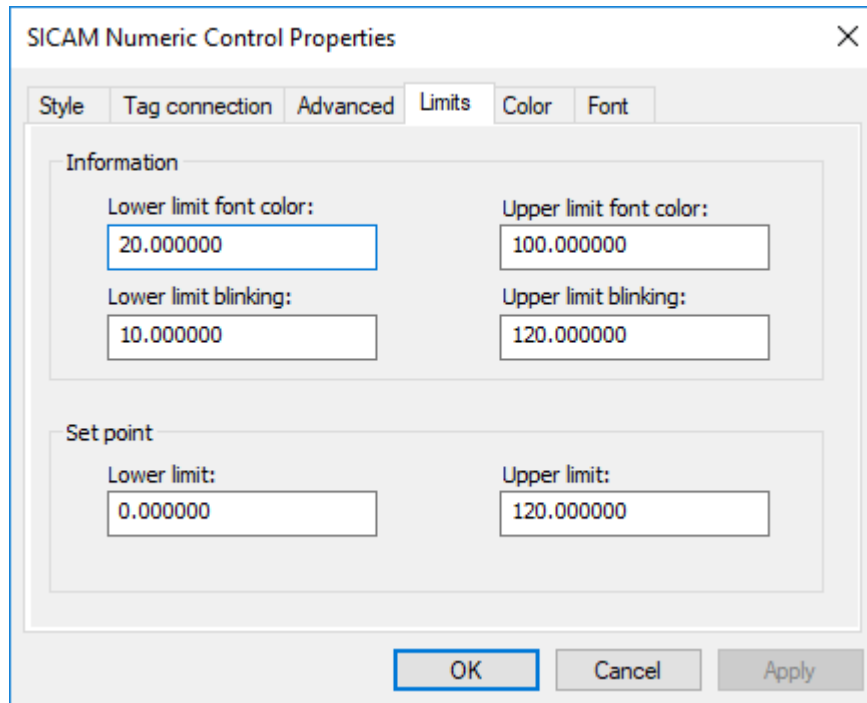 SICAM Numeric Control Properties
Style Tag connection Advanced Limits Color Font
Information
Lower limit font color: Upper limit font color:
20.000000 100.000000
Lower limit blinking: Upper limit blinking:
10.000000 120.000000
Set point
Lower limit: Upper limit:
0.000000 120.000000
OK Cancel Apply